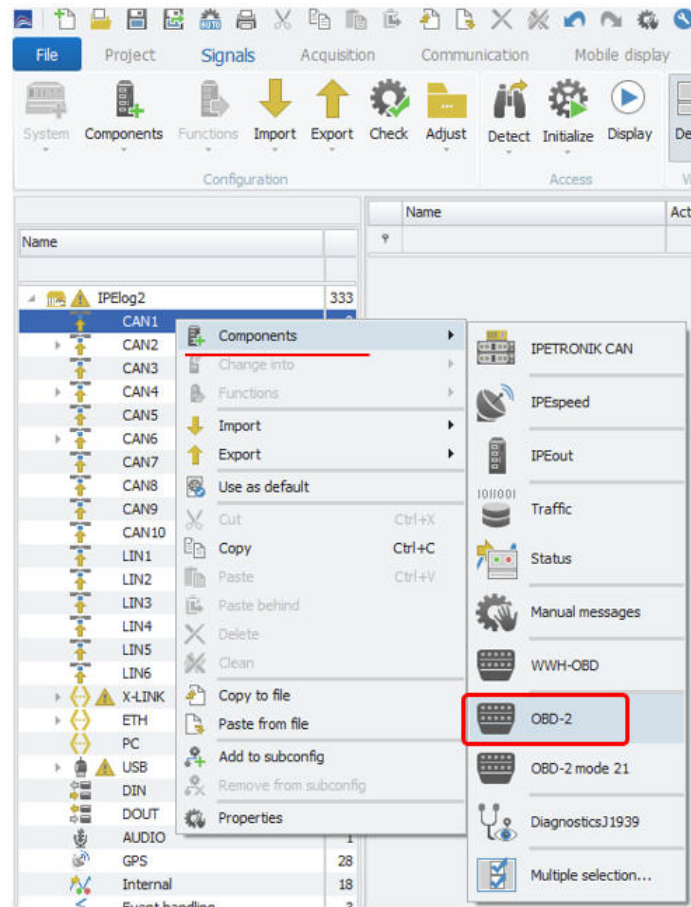 AUTO
File Project Signals Acquisition Communication Mobile display
System Components Functions Import Export Check Adjust Detect Initialize Display
Configuration Access
Name Act
Name
IPElog2 333
CAN1
CAN2
CAN3
CAN4
CAN5
CAN6
CAN7
CAN8
CAN9
CAN10
LIN1
LIN2
LIN3
LIN4
LIN5
LIN6
X-LINK
ETH
PC
USB
DIN
DOUT
AUDIO 1
GPS 28
Internal 18
Event handling
Components
Change into
Functions
Import
Export
Use as default
Cut Ctrl+X
Copy Ctrl+C
Paste Ctrl+V
Paste behind
Delete
Clean
Copy to file
Paste from file
Add to subconfig
Remove from subconfig
Properties
IPETRONIK CAN
IPEspeed
IPEout
1011001
Traffic
Status
Manual messages
WWH-OBD
OBD-2
OBD-2 mode 21
DiagnosticsJ1939
Multiple selection...